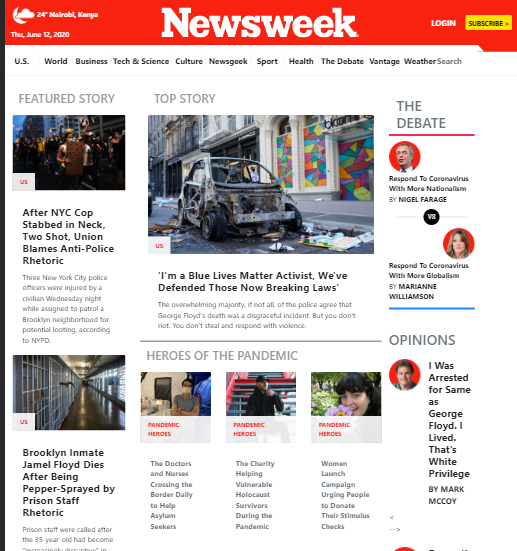 24° Nairobi, Kenya
Thu, June 12, 2020
Newsweek
LOGIN
SUBSCRIBE >
U.S. World Business Tech & Science Culture Newsgeek Sport Health The Debate Vantage Weather Search
FEATURED STORY
US
After NYC Cop
Stabbed in Neck,
Two Shot, Union
Blames Anti-Police
Rhetoric
Three New York City police
officers were injured by a
civilian Wednesday night
while assigned to patrol a
Brooklyn neighborhood for
potential looting, according
to NYPD.
US
Brooklyn Inmate
Jamel Floyd Dies
After Being
Pepper-Sprayed by
Prison Staff
Rhetoric
Prison staff were called after
the 35-year-old had become
"increasingly disruptive" in
TOP STORY
US
'I'm a Blue Lives Matter Activist, We've
Defended Those Now Breaking Laws'
The overwhelming majority, if not all, of the police agree that
George Floyd's death was a disgraceful incident. But you don't
riot. You don't steal and respond with violence.
HEROES OF THE PANDEMIC
PANDEMIC
HEROES
The Doctors
and Nurses
Crossing the
Border Daily
to Help
Asylum
Seekers
PANDEMIC
HEROES
The Charity
Helping
Vulnerable
Holocaust
Survivors
During the
Pandemic
PANDEMIC
HEROES
Women
Launch
Campaign
Urging People
to Donate
Their Stimulus
Checks
THE
DEBATE
Respond To Coronavirus
With More Nationalism
BY NIGEL FARAGE
VS
Respond To Coronavirus
With More Globalism
BY MARIANNE
WILLIAMSON
OPINIONS
I Was
Arrested
for Same
as
George
Floyd. I
Lived.
That's
White
Privilege
BY MARK
MCCOY
<
-->